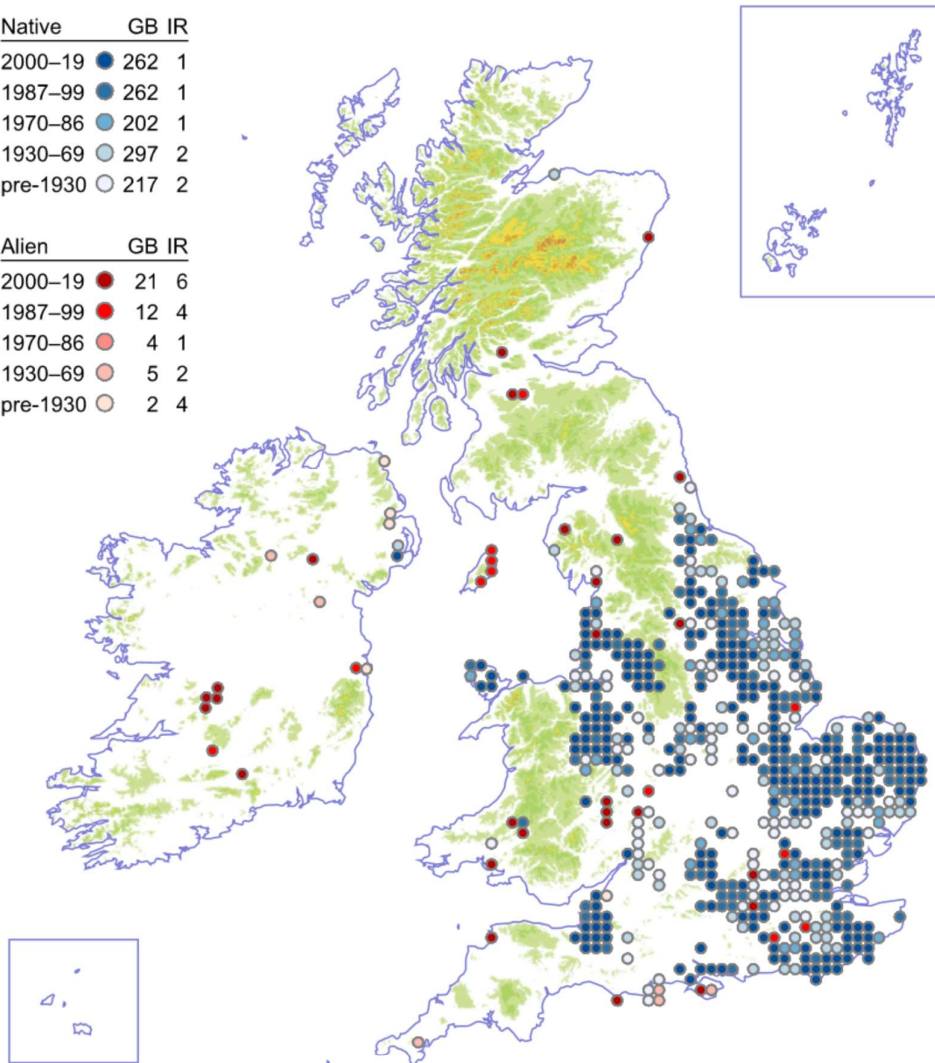 Native GB IR
2000–19 262 1
1987–99 262 1
1970–86 202 1
1930–69 297 2
pre-1930 217 2
Alien GB IR
2000–19 21 6
1987–99 12 4
1970–86 4 1
1930–69 5 2
pre-1930 2 4